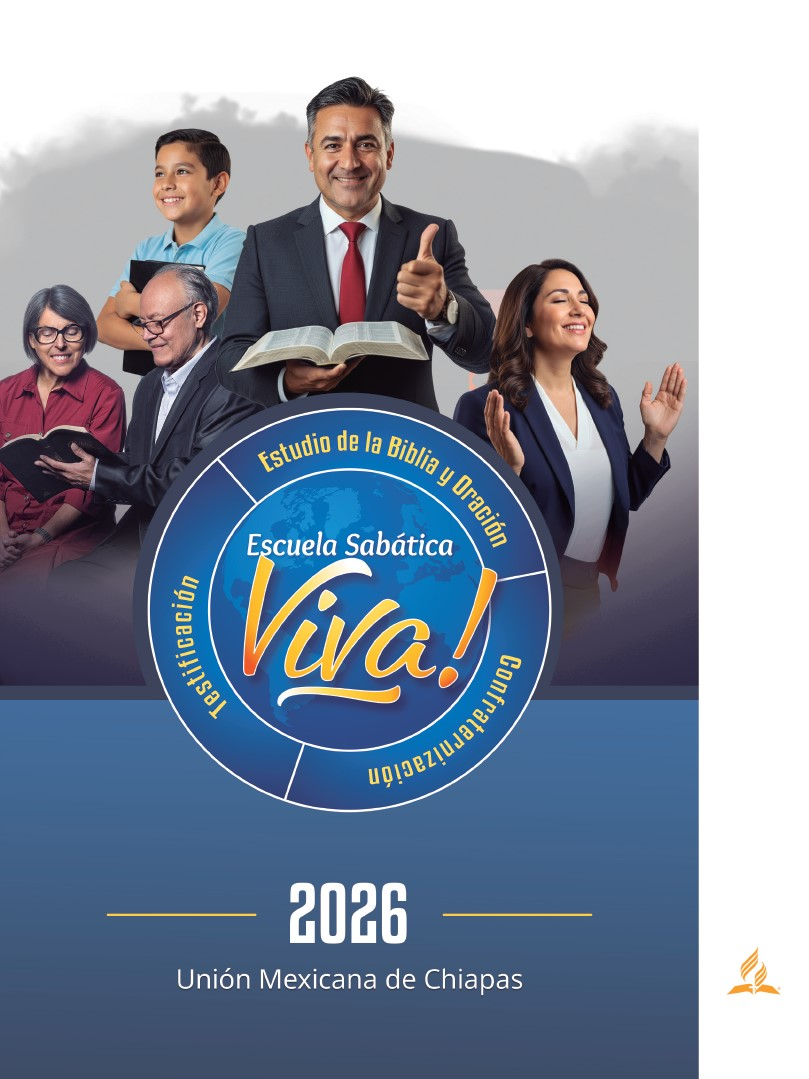 Estudio de la Biblia y Oración
Escuela Sabática
Viva!
Testificación
Confraternización
2026
Unión Mexicana de Chiapas